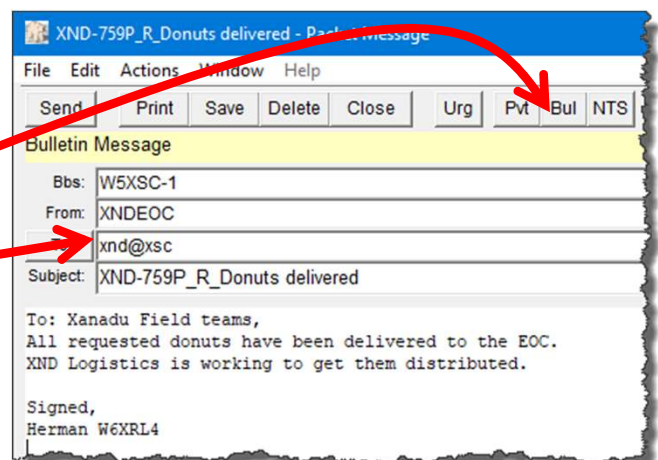 XND-759P_R_Donuts delivered - Packet Message
File Edit Actions Window Help
Send Print Save Delete Close Urg Pvt Bul NTS
Bulletin Message
Bbs: W5XSC-1
From: XNDEOC
xnd@xsc
Subject: XND-759P_R_Donuts delivered
To: Xanadu Field teams,
All requested donuts have been delivered to the EOC.
XND Logistics is working to get them distributed.
Signed,
Herman W6XRL4